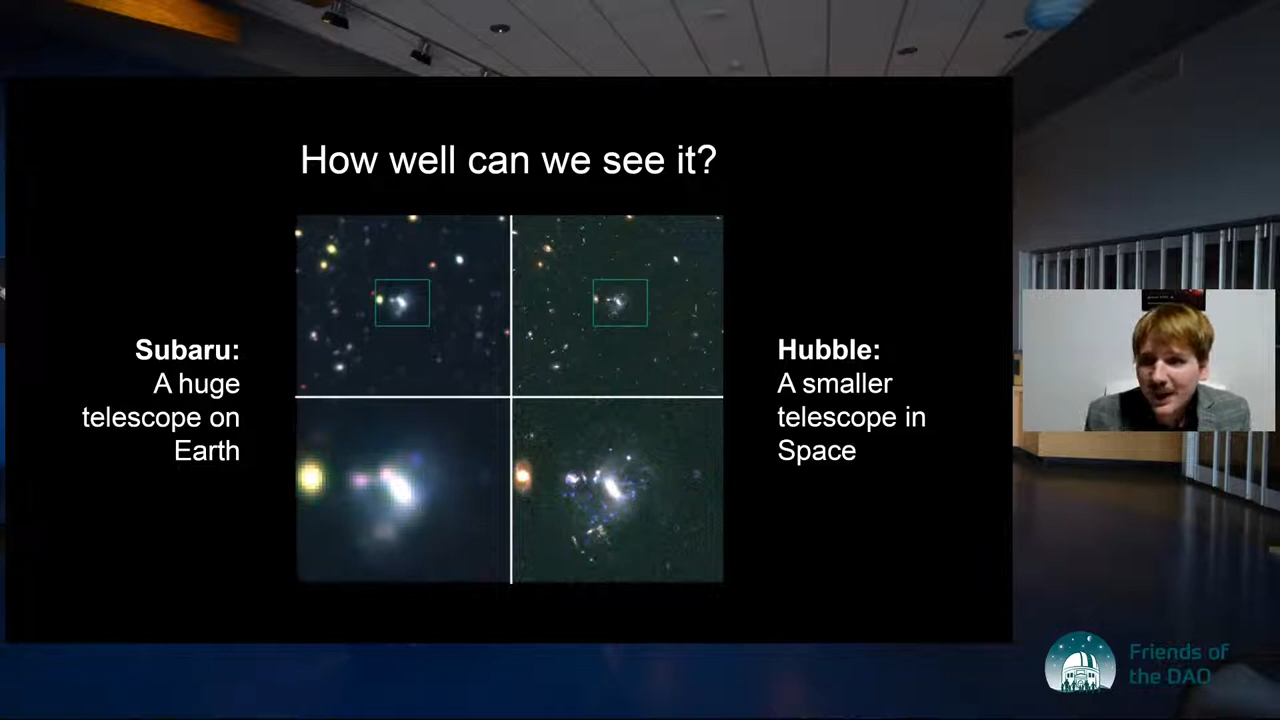 How well can we see it?
Subaru:
A huge
telescope on
Earth
Hubble:
A smaller
telescope in
Space
Friends of
the DAO